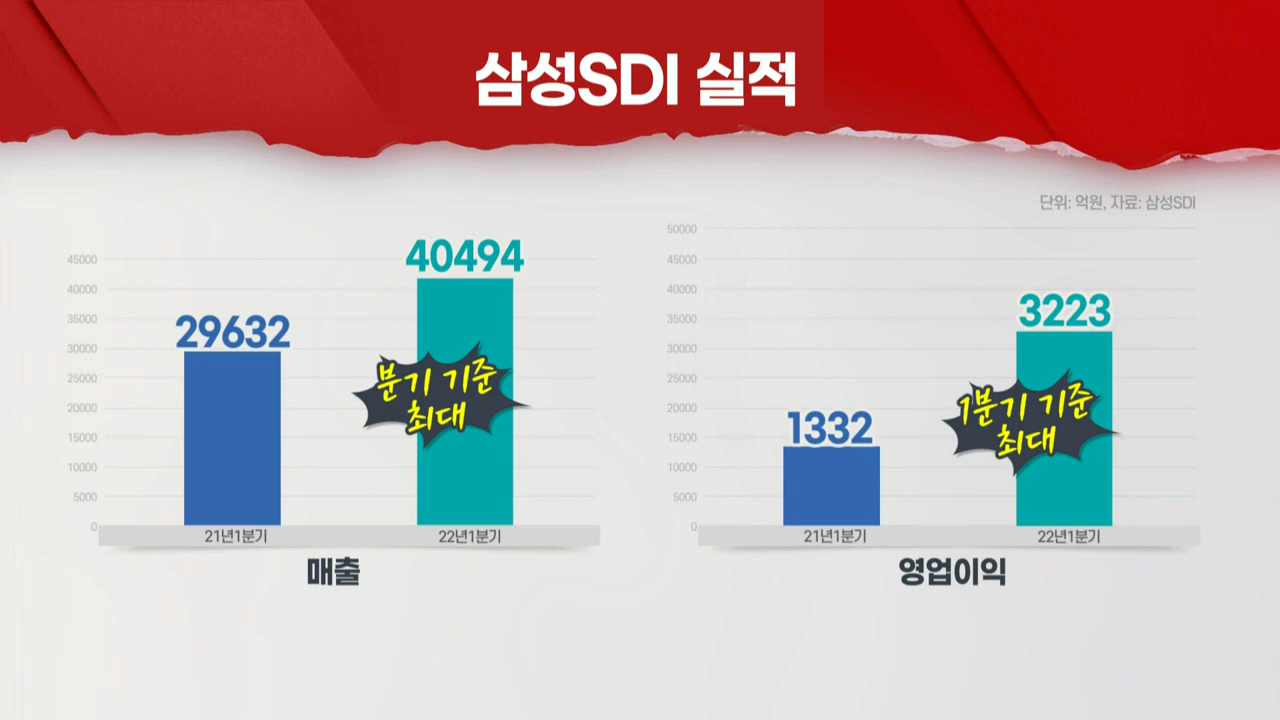 삼성SDI 실적
단위: 억원, 자료: 삼성SDI
45000
40000
35000
30000
25000
20000
15000
10000
5000
0
29632
40494
분기 기준
최대
21년1분기
22년1분기
매출
50000
45000
40000
35000
30000
25000
20000
15000
10000
5000
0
1332
3223
1분기 기준
최대
21년1분기
22년1분기
영업이익